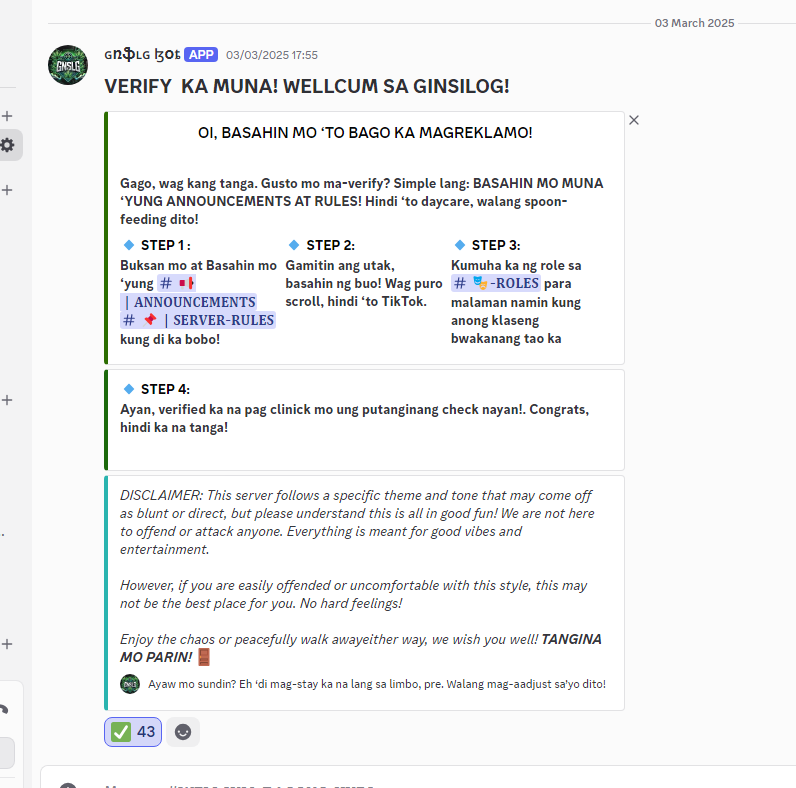 03 March 2025
GՌֆLG ɮօȶ APP 03/03/2025 17:55
VERIFY KA MUNA! WELLCUM SA GINSILOG!
OI, BASAHIN MO ‘TO BAGO KA MAGREKLAMO!
Gago, wag kang tanga. Gusto mo ma-verify? Simple lang: BASAHIN MO MUNA
‘YUNG ANNOUNCEMENTS AT RULES! Hindi ‘to daycare, walang spoon-
feeding dito!
🔹 STEP 1 :
Buksan mo at Basahin mo
‘yung #
| ANNOUNCEMENTS
# 📌 | SERVER-RULES
kung di ka bobo!
🔹 STEP 2:
Gamitin ang utak,
basahin ng buo! Wag puro
scroll, hindi ‘to TikTok.
🔹 STEP 3:
Kumuha ka ng role sa
# 🎭-ROLES para
malaman namin kung
anong klaseng
bwakanang tao ka
🔹 STEP 4:
Ayan, verified ka na pag clinick mo ung putanginang check nayan!. Congrats,
hindi ka na tanga!
DISCLAIMER: This server follows a specific theme and tone that may come off
as blunt or direct, but please understand this is all in good fun! We are not here
to offend or attack anyone. Everything is meant for good vibes and
entertainment.
However, if you are easily offended or uncomfortable with this style, this may
not be the best place for you. No hard feelings!
Enjoy the chaos or peacefully walk awayeither way, we wish you well! TANGINA
MO PARIN! 🚪
Ayaw mo sundin? Eh ‘di mag-stay ka na lang sa limbo, pre. Walang mag-aadjust sa'yo dito!
✅ 43